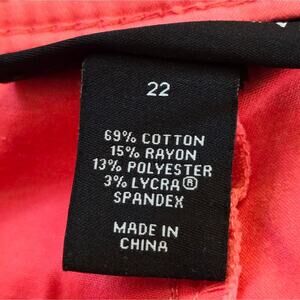 22
69% COTTON
15% RAYON
13% POLYESTER
3% LYCRA®
SPANDEX
MADE IN
CHINA